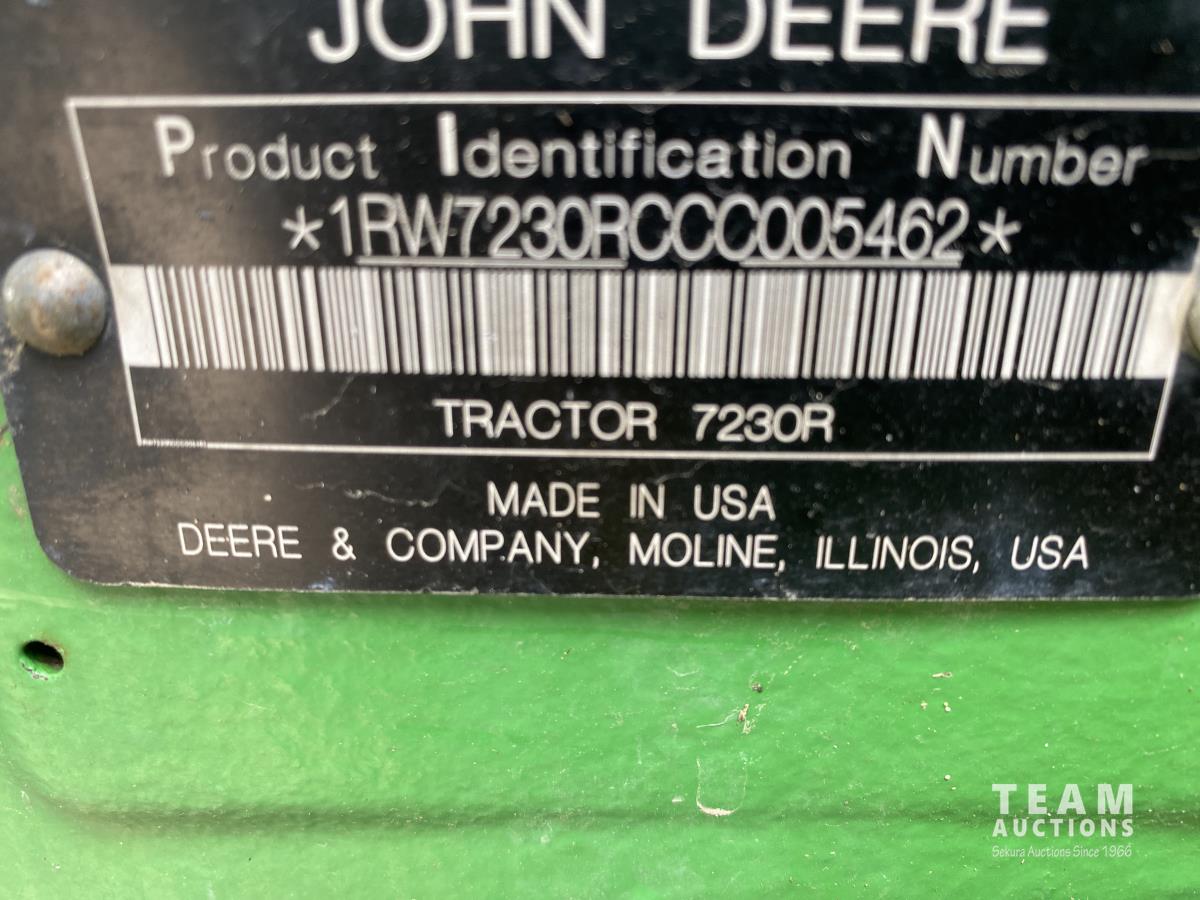 JOHN DEERE
Product Identification Number
*1RW7230RCCC005462*
TRACTOR 7230R
MADE IN USA
DEERE & COMPANY, MOLINE, ILLINOIS, USA
TEAM
AUCTIONS
Sekura Auctions Since 1966